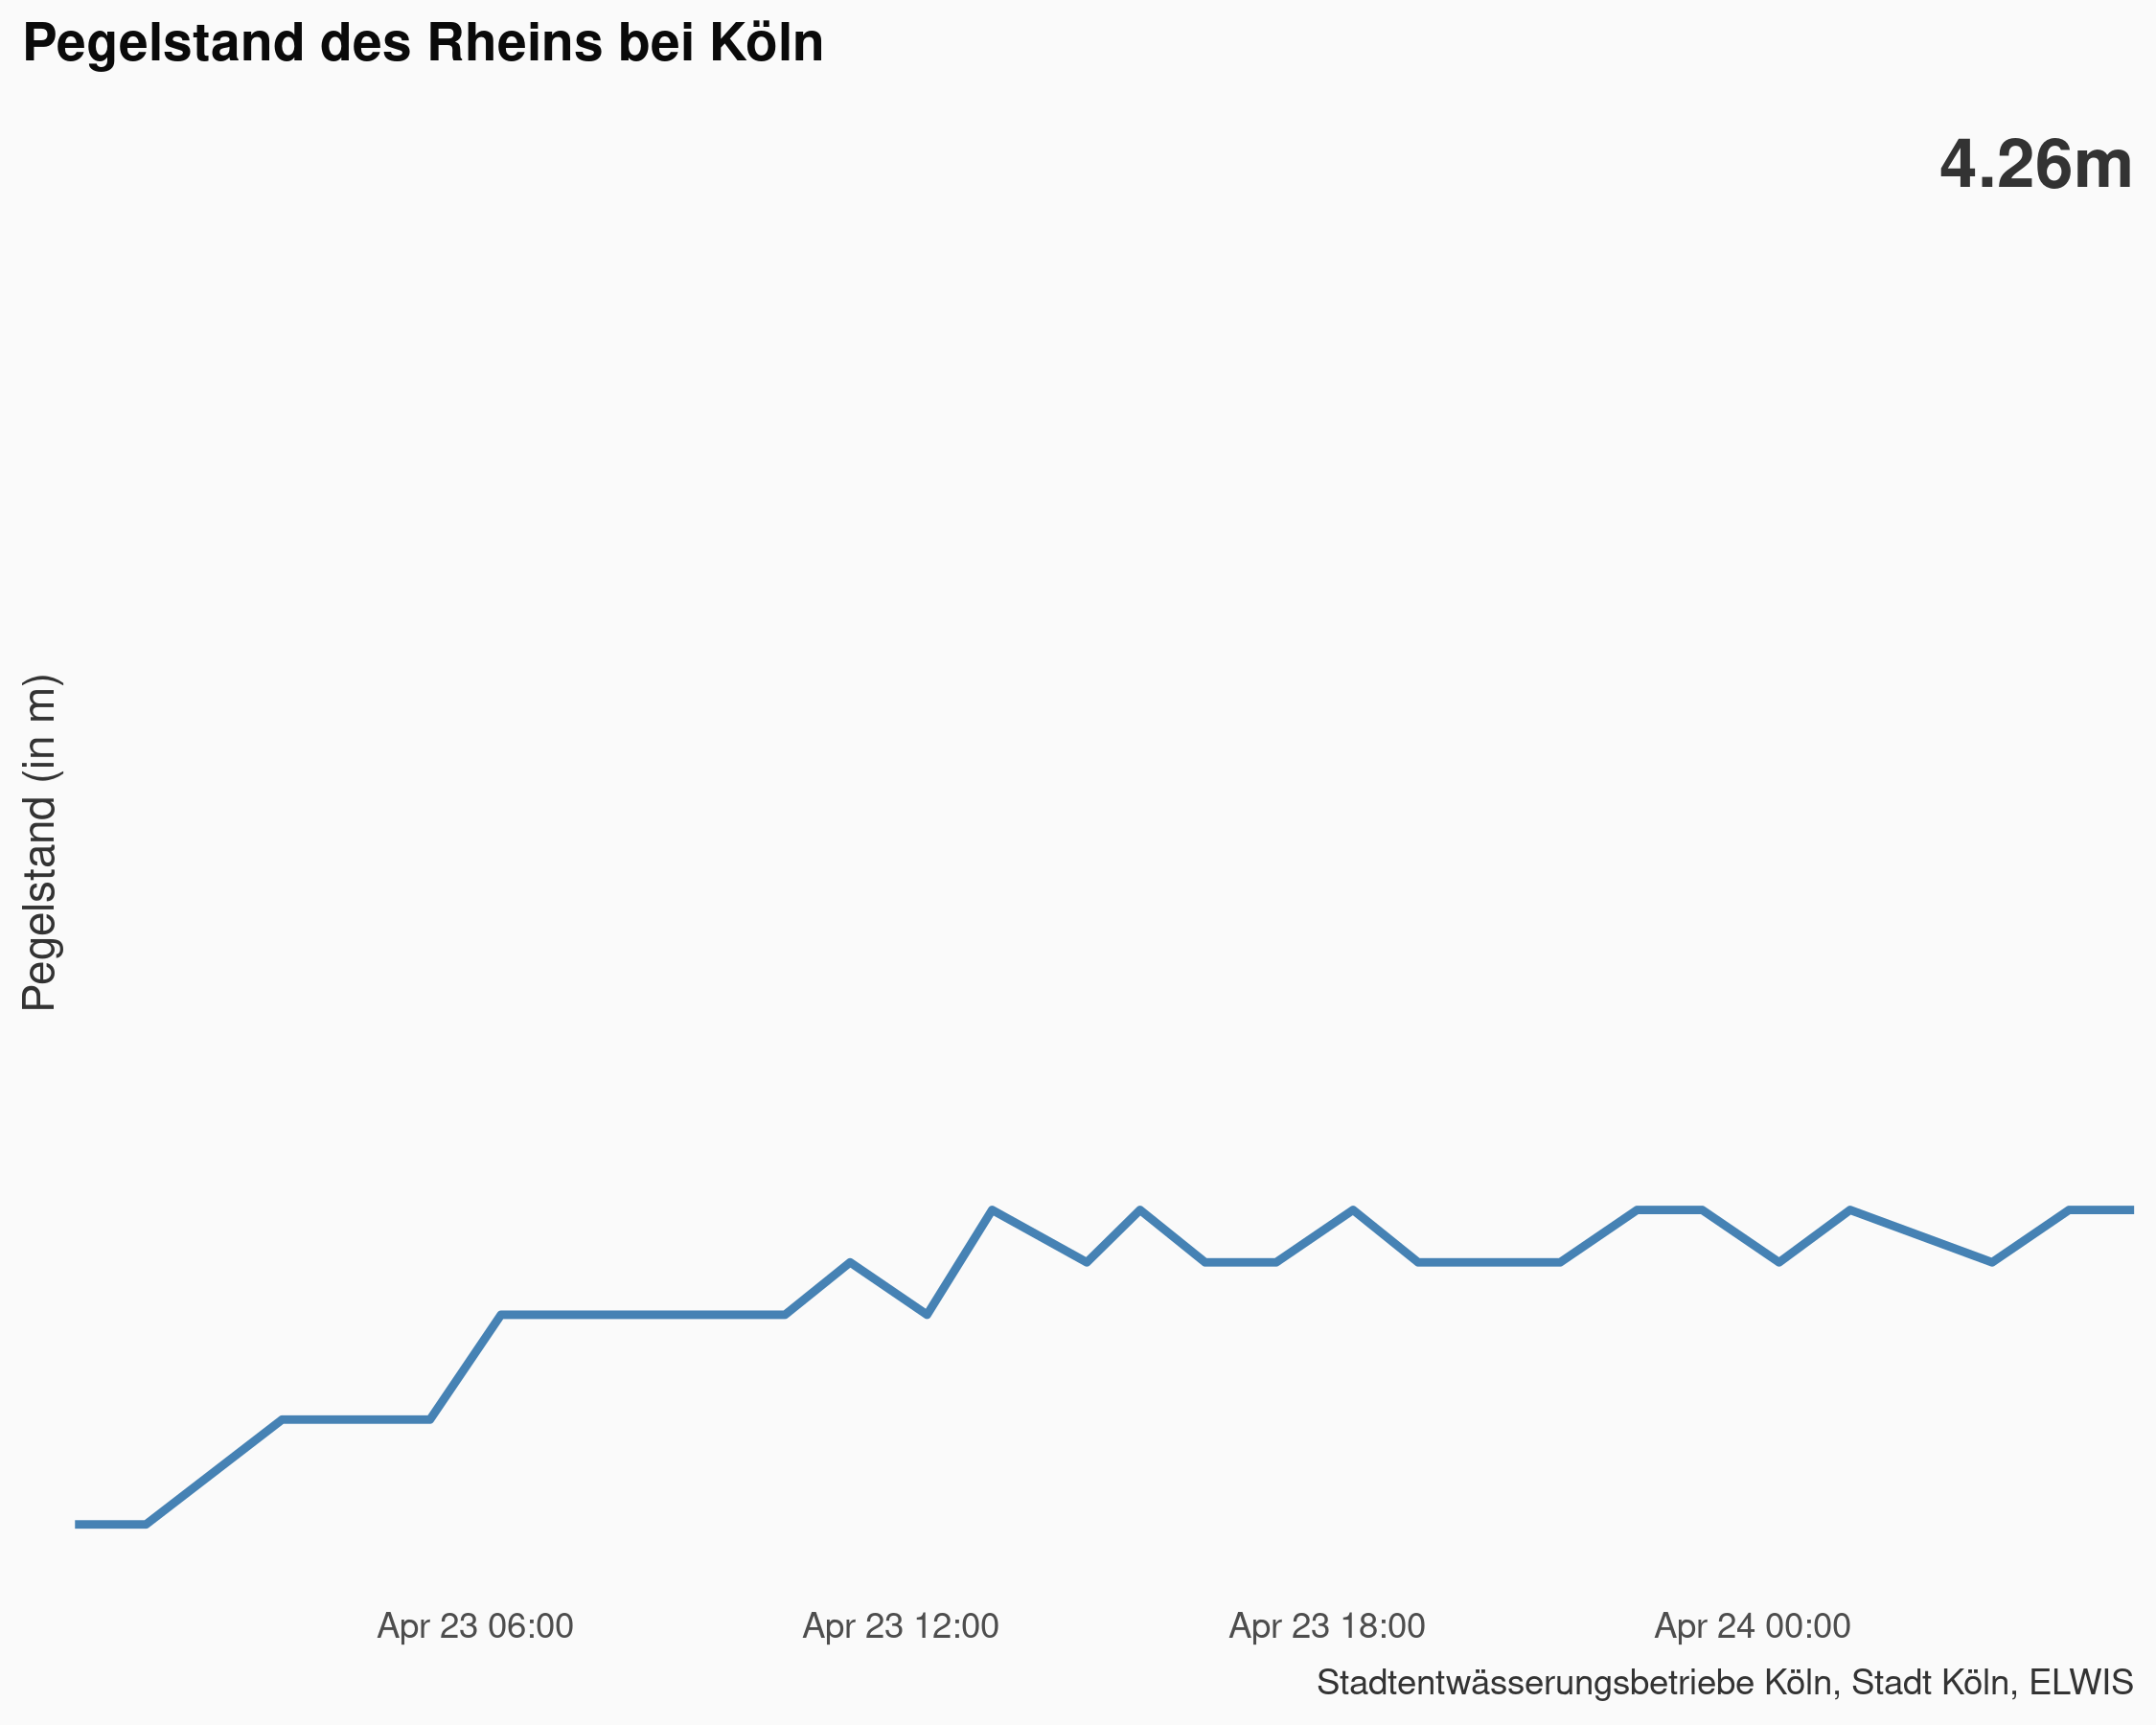 Pegelstand des Rheins bei Köln
4.26m
Pegelstand (in m)
Apr 23 06:00
Apr 23 12:00
Apr 23 18:00
Apr 24 00:00
Stadtentwässerungsbetriebe Köln, Stadt Köln, ELWIS